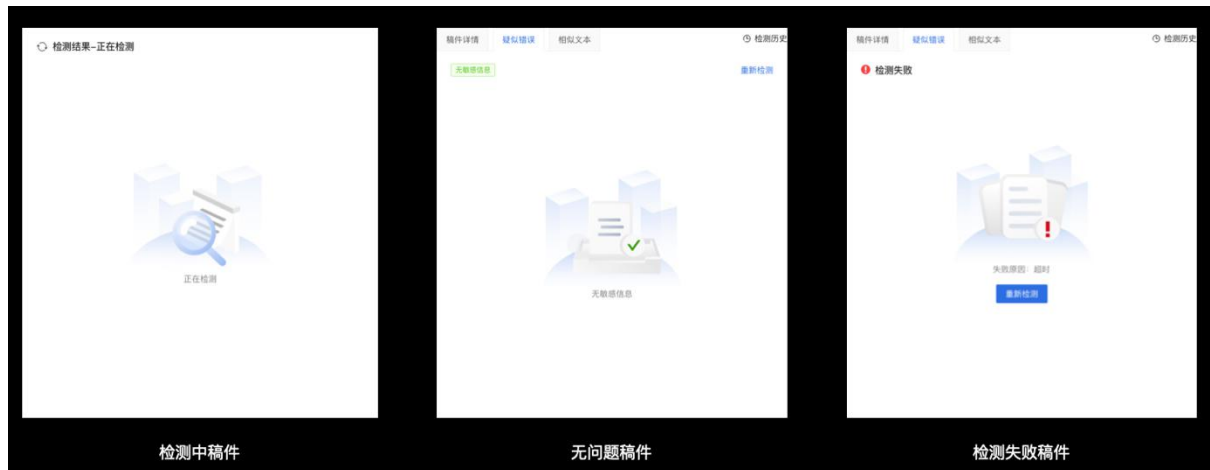 检测结果-正在检测
正在检测
检测中稿件
稿件详情 疑似错误 相似文本 检测历史
无敏感信息 重新检测
无敏感信息
无问题稿件
稿件详情 疑似错误 相似文本 检测历史
检测失败
失败原因: 超时
重新检测
检测失败稿件